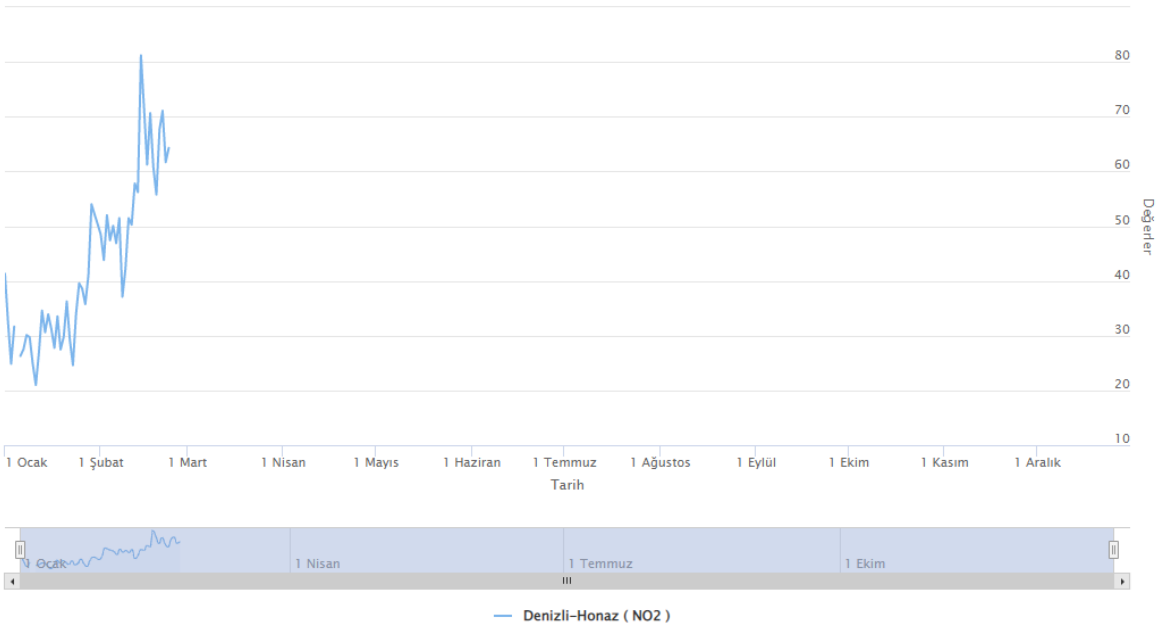 80
70
60
50
40
30
20
10
Değerler
1 Ocak 1 Şubat 1 Mart 1 Nisan 1 Mayıs 1 Haziran 1 Temmuz 1 Ağustos 1 Eylül 1 Ekim 1 Kasım 1 Aralık
Tarih
1 Ocak 1 Nisan 1 Temmuz 1 Ekim
Denizli-Honaz ( NO2 )